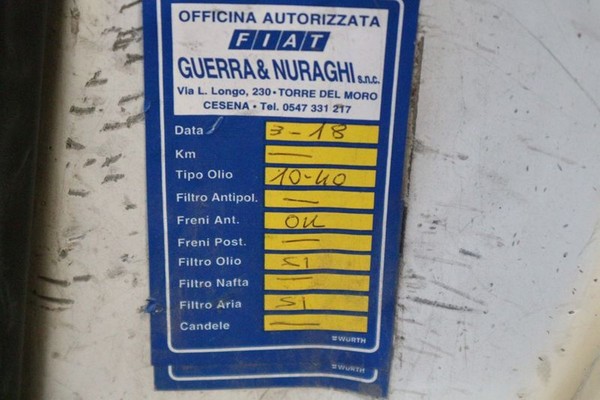 OFFICINA AUTORIZZATA
FIAT
GUERRA & NURAGHI s.n.c.
Via L. Longo, 230 • TORRE DEL MORO
CESENA • Tel. 0547 331 217
Data 3-18
Km —
Tipo Olio 10-40
Filtro Antipol. —
Freni Ant. OK
Freni Post. —
Filtro Olio SI
Filtro Nafta —
Filtro Aria SI
Candele —
WÜRTH
WÜRTH